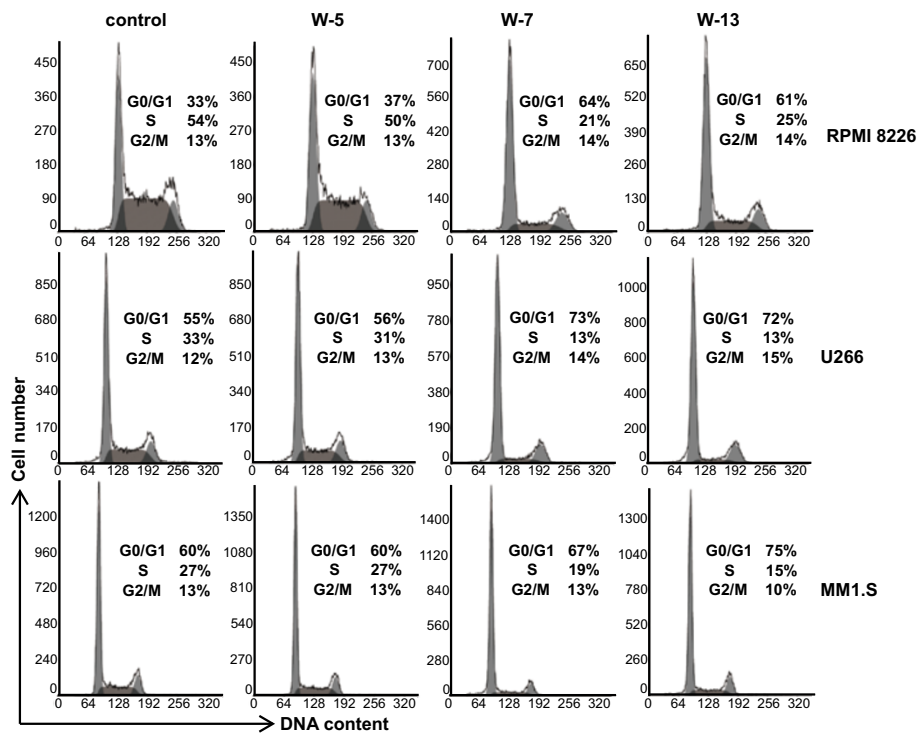 control W-5 W-7 W-13
450 450 700 650
360 360 560 520
270 270 420 390
180 180 280 260
90 90 140 130
0 0 0 0
G0/G1 33% G0/G1 37% G0/G1 64% G0/G1 61%
S 54% S 50% S 21% S 25%
G2/M 13% G2/M 13% G2/M 14% G2/M 14%
RPMI 8226
0 64 128 192 256 320 0 64 128 192 256 320 0 64 128 192 256 320 0 64 128 192 256 320
850 850 950 1000
680 680 780 800
510 510 570 600
340 340 380 400
170 170 190 200
0 0 0 0
G0/G1 55% G0/G1 56% G0/G1 73% G0/G1 72%
S 33% S 31% S 13% S 13%
G2/M 12% G2/M 13% G2/M 14% G2/M 15%
U266
0 64 128 192 256 320 0 64 128 192 256 320 0 64 128 192 256 320 0 64 128 192 256 320
1200 1350 1400 1300
960 1080 1120 1040
720 810 840 780
480 540 560 520
240 270 280 260
0 0 0 0
G0/G1 60% G0/G1 60% G0/G1 67% G0/G1 75%
S 27% S 27% S 19% S 15%
G2/M 13% G2/M 13% G2/M 13% G2/M 10%
MM1.S
0 64 128 192 256 320 0 64 128 192 256 320 0 64 128 192 256 320 0 64 128 192 256 320
Cell number
DNA content